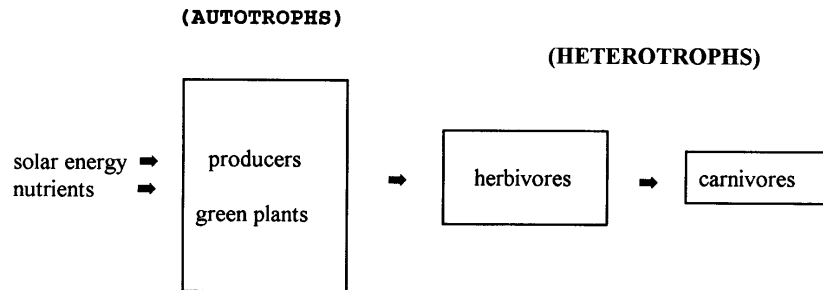 (AUTOTROPHS)
(HETEROTROPHS)
solar energy
nutrients
producers
green plants
herbivores
carnivores